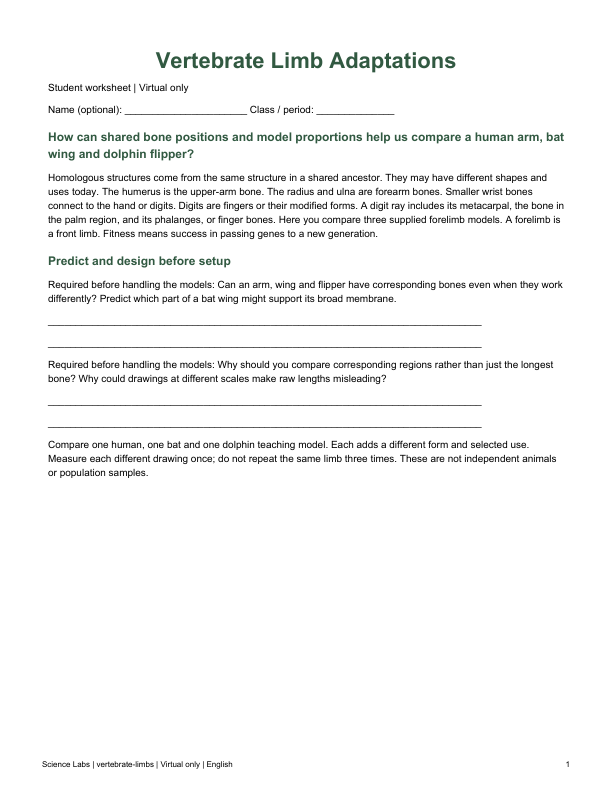 Vertebrate Limb Adaptations
Student worksheet | Virtual only
Name (optional): ______________________ Class / period: ______________
How can shared bone positions and model proportions help us compare a human arm, bat
wing and dolphin flipper?
Homologous structures come from the same structure in a shared ancestor. They may have different shapes and
uses today. The humerus is the upper-arm bone. The radius and ulna are forearm bones. Smaller wrist bones
connect to the hand or digits. Digits are fingers or their modified forms. A digit ray includes its metacarpal, the bone in
the palm region, and its phalanges, or finger bones. Here you compare three supplied forelimb models. A forelimb is
a front limb. Fitness means success in passing genes to a new generation.
Predict and design before setup
Required before handling the models: Can an arm, wing and flipper have corresponding bones even when they work
differently? Predict which part of a bat wing might support its broad membrane.
Required before handling the models: Why should you compare corresponding regions rather than just the longest
bone? Why could drawings at different scales make raw lengths misleading?
Compare one human, one bat and one dolphin teaching model. Each adds a different form and selected use.
Measure each different drawing once; do not repeat the same limb three times. These are not independent animals
or population samples.
Science Labs | vertebrate-limbs | Virtual only | English
1